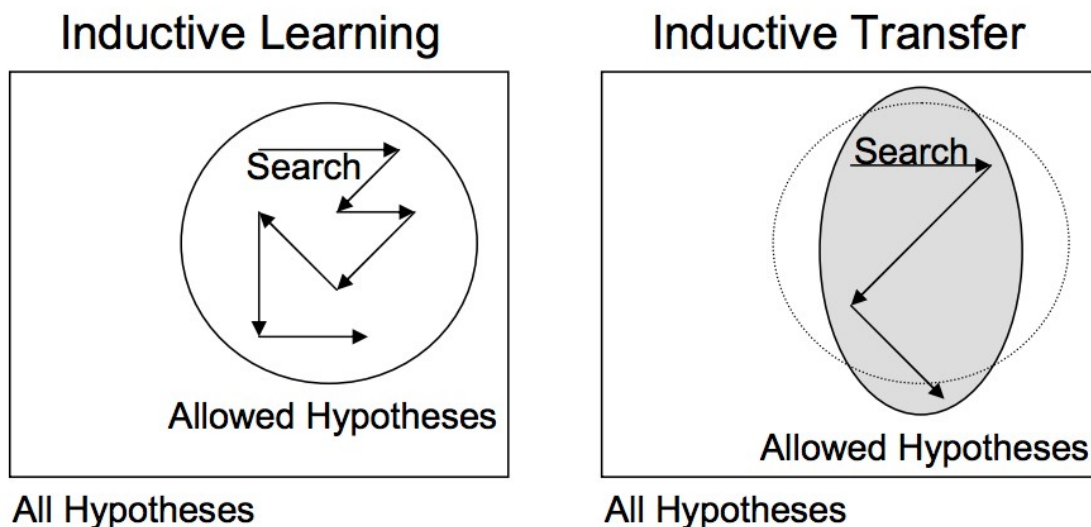 Inductive Learning
Search
Allowed Hypotheses
All Hypotheses
Inductive Transfer
Search
Allowed Hypotheses
All Hypotheses